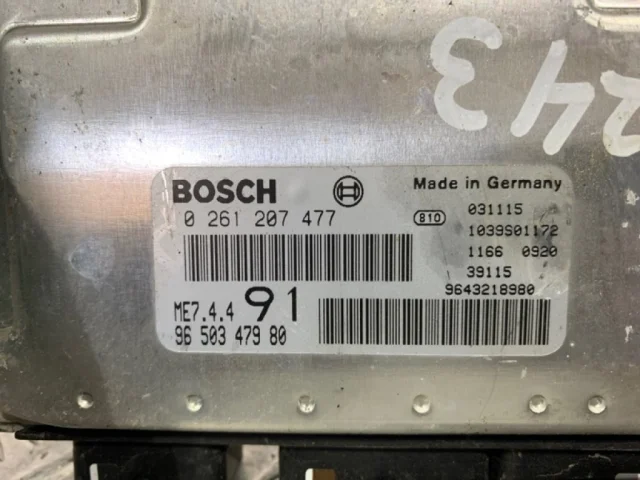 243
BOSCH
Made in Germany
0 261 207 477
810
031115
1039S01172
1166 0920
39115
9643218980
ME7.4.4 91
96 503 479 80